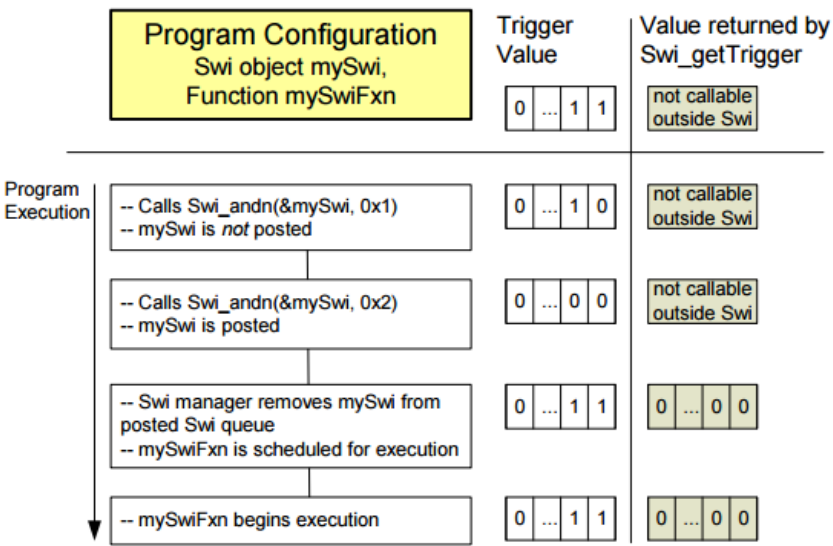 Program Configuration
Swi object mySwi,
Function mySwiFxn
Trigger
Value
Value returned by
Swi_getTrigger
0 ... 1 1
not callable
outside Swi
Program
Execution
-- Calls Swi_andn(&mySwi, 0x1)
-- mySwi is not posted
0 ... 1 0
not callable
outside Swi
-- Calls Swi_andn(&mySwi, 0x2)
-- mySwi is posted
0 ... 0 0
not callable
outside Swi
-- Swi manager removes mySwi from
posted Swi queue
-- mySwiFxn is scheduled for execution
0 ... 1 1
0 ... 0 0
-- mySwiFxn begins execution
0 ... 1 1
0 ... 0 0